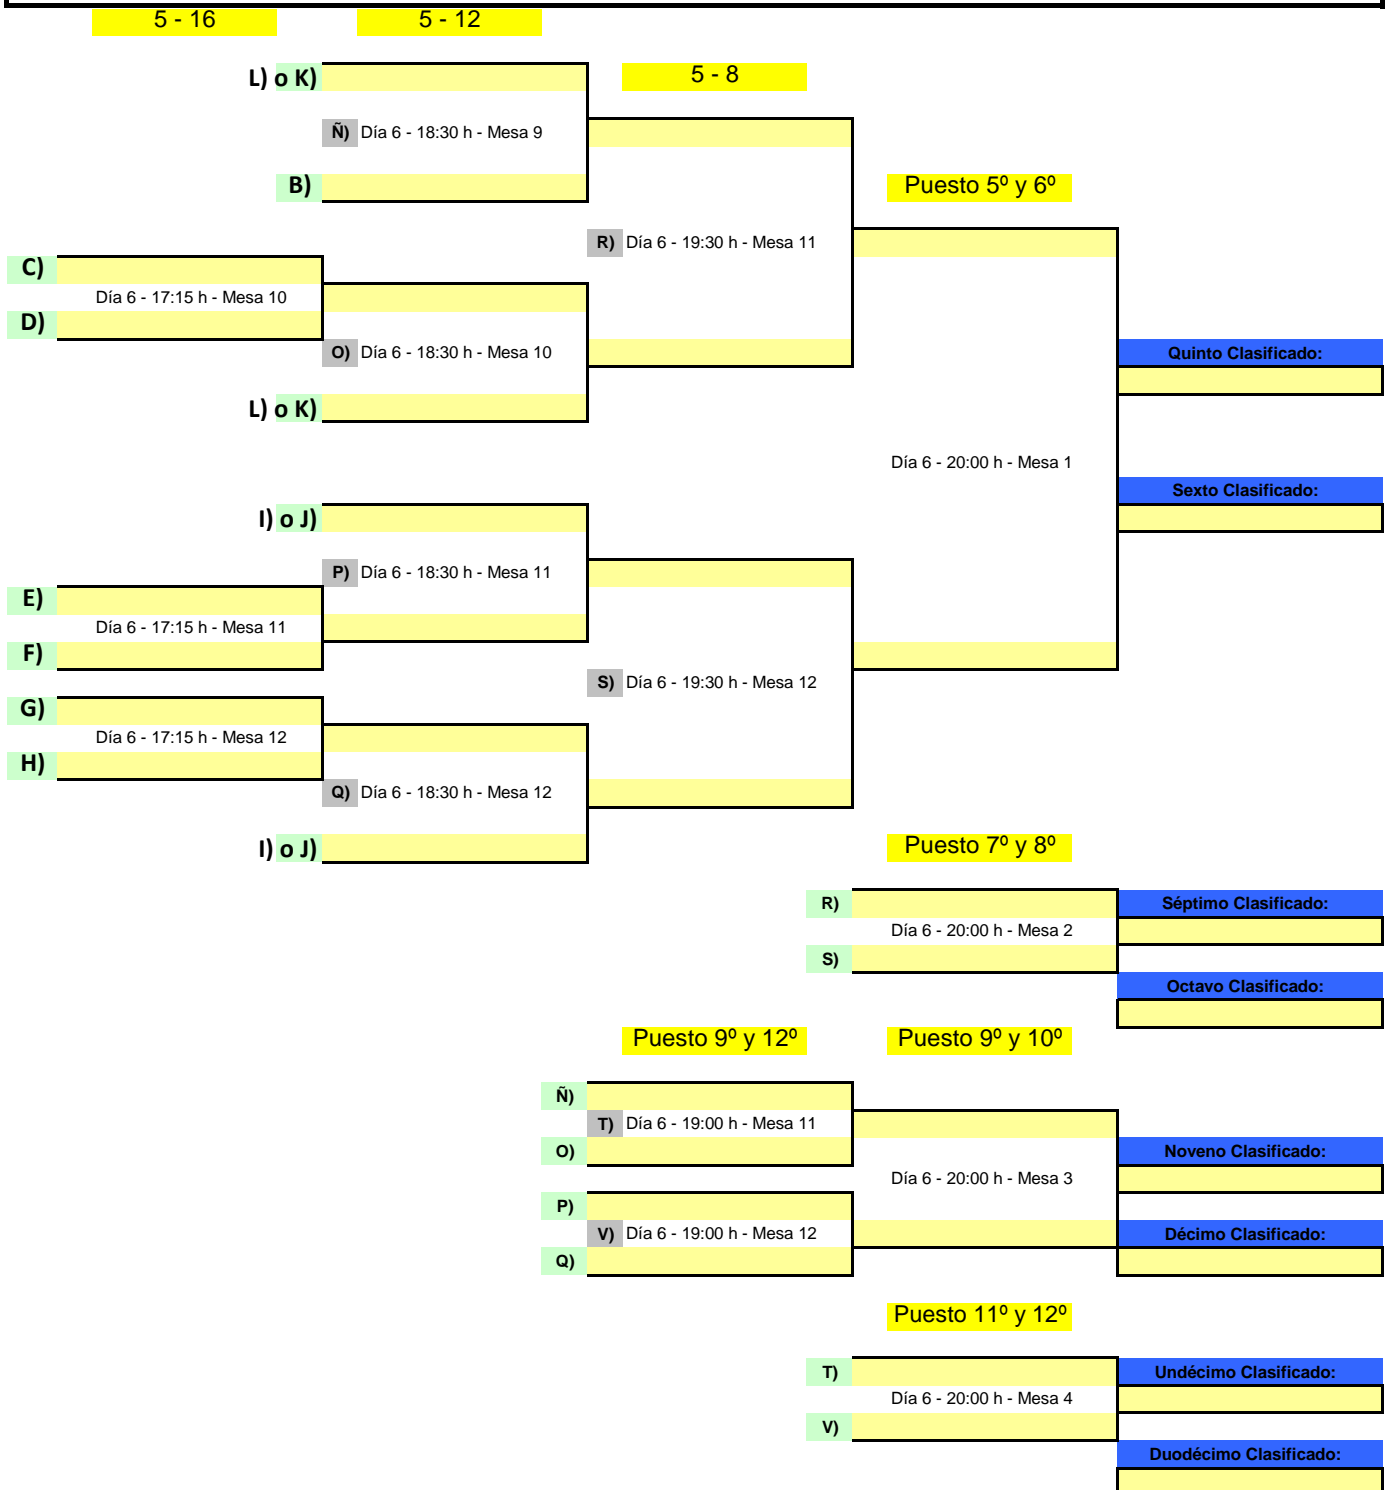 5 - 16
5 - 12
L) o K)
5 - 8
Ñ) Día 6 - 18:30 h - Mesa 9
B)
Puesto 5º y 6º
R) Día 6 - 19:30 h - Mesa 11
C)
Día 6 - 17:15 h - Mesa 10
D)
O) Día 6 - 18:30 h - Mesa 10
Quinto Clasificado:
L) o K)
Día 6 - 20:00 h - Mesa 1
Sexto Clasificado:
I) o J)
P) Día 6 - 18:30 h - Mesa 11
E)
Día 6 - 17:15 h - Mesa 11
F)
S) Día 6 - 19:30 h - Mesa 12
G)
Día 6 - 17:15 h - Mesa 12
H)
Q) Día 6 - 18:30 h - Mesa 12
I) o J)
Puesto 7º y 8º
R)
Séptimo Clasificado:
Día 6 - 20:00 h - Mesa 2
S)
Octavo Clasificado:
Puesto 9º y 12º
Puesto 9º y 10º
Ñ)
T) Día 6 - 19:00 h - Mesa 11
O)
Noveno Clasificado:
Día 6 - 20:00 h - Mesa 3
P)
V) Día 6 - 19:00 h - Mesa 12
Décimo Clasificado:
Q)
Puesto 11º y 12º
T)
Undécimo Clasificado:
Día 6 - 20:00 h - Mesa 4
V)
Duodécimo Clasificado: